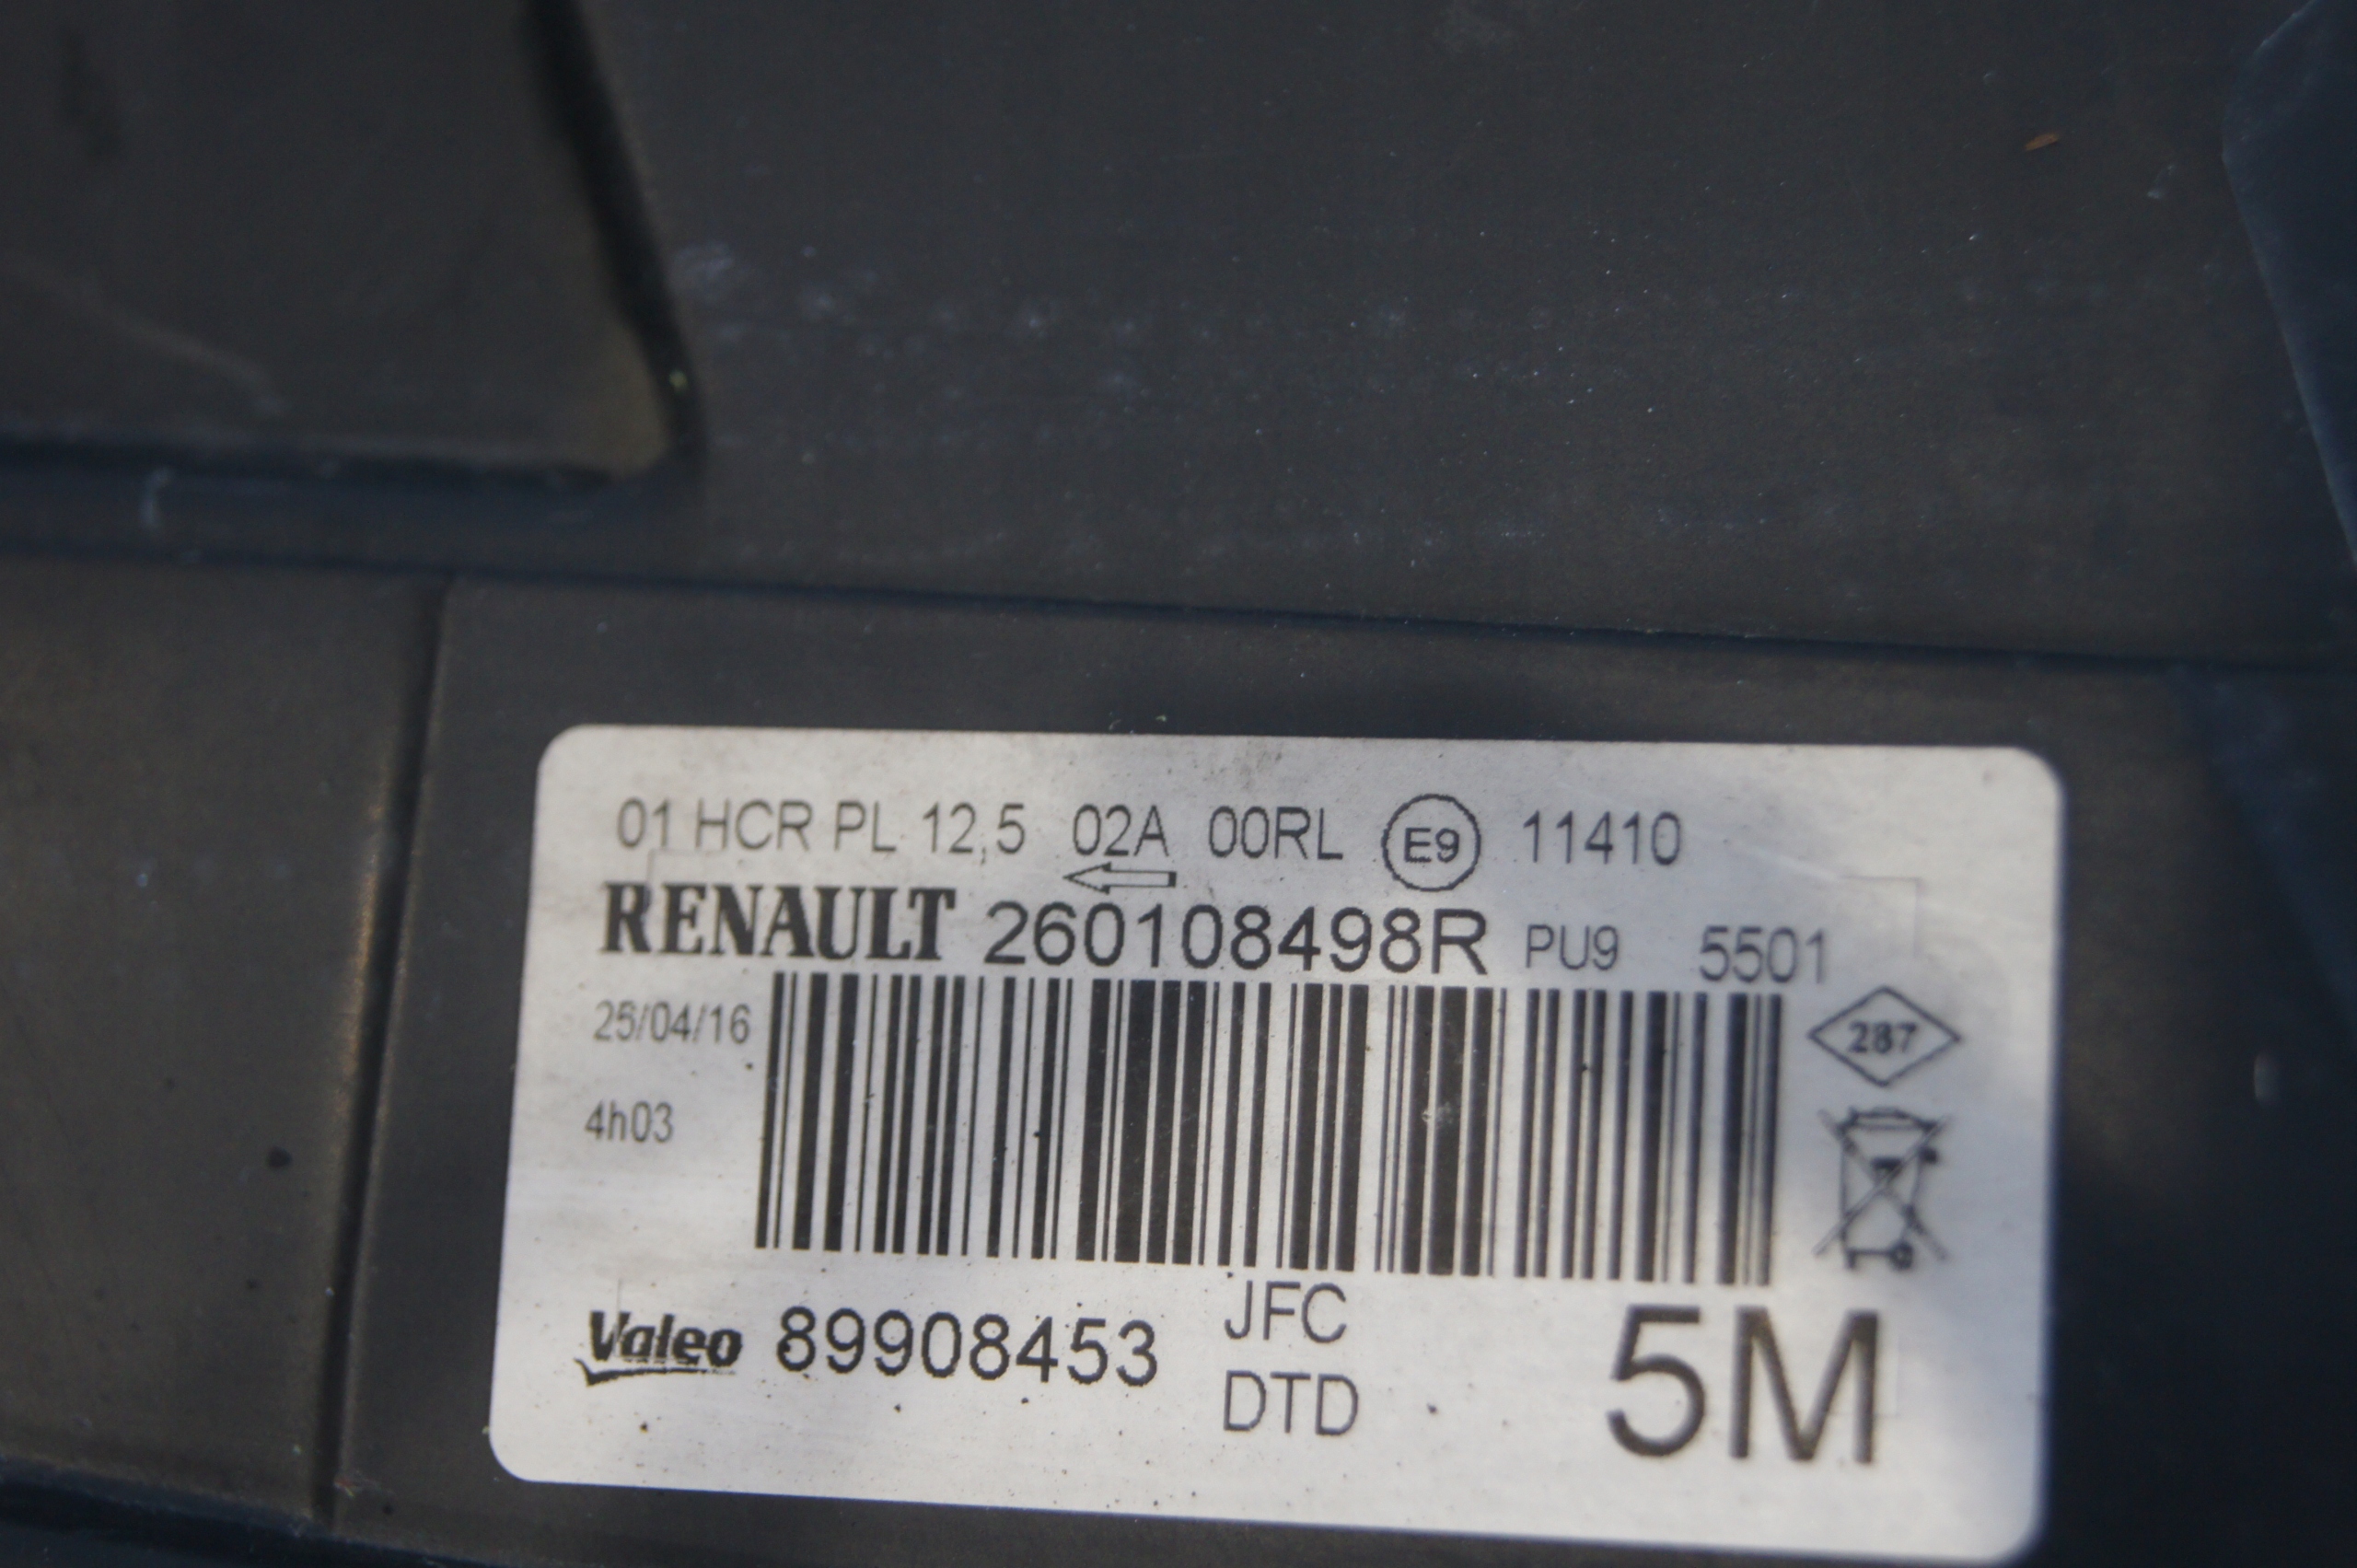 01 HCR PL 12,5 02A 00RL E9 11410
RENAULT 260108498R PU9 5501
25/04/16
287
4h03
Valeo 89908453 JFC
DTD
5M